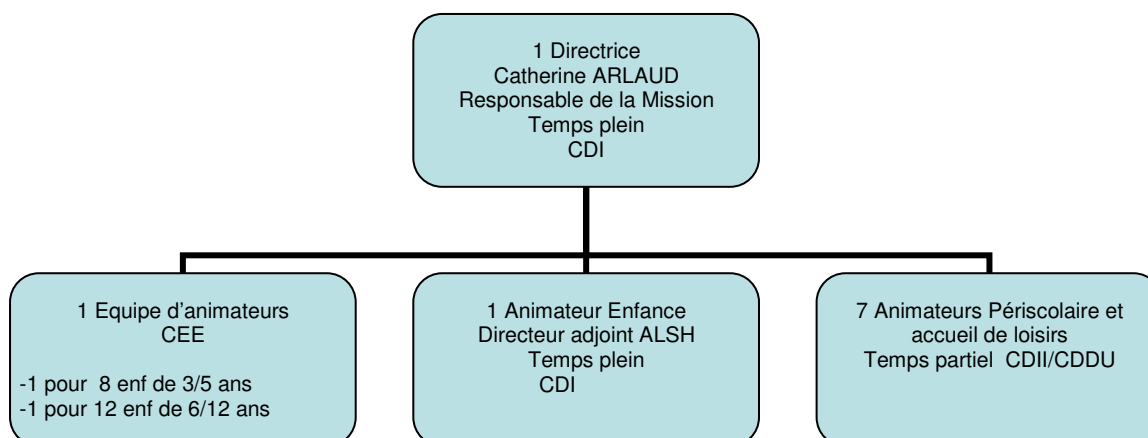 1 Directrice
Catherine ARLAUD
Responsable de la Mission
Temps plein
CDI
1 Equipe d’animateurs
CEE
-1 pour 8 enf de 3/5 ans
-1 pour 12 enf de 6/12 ans
1 Animateur Enfance
Directeur adjoint ALSH
Temps plein
CDI
7 Animateurs Périscolaire et
accueil de loisirs
Temps partiel CDII/CDDU